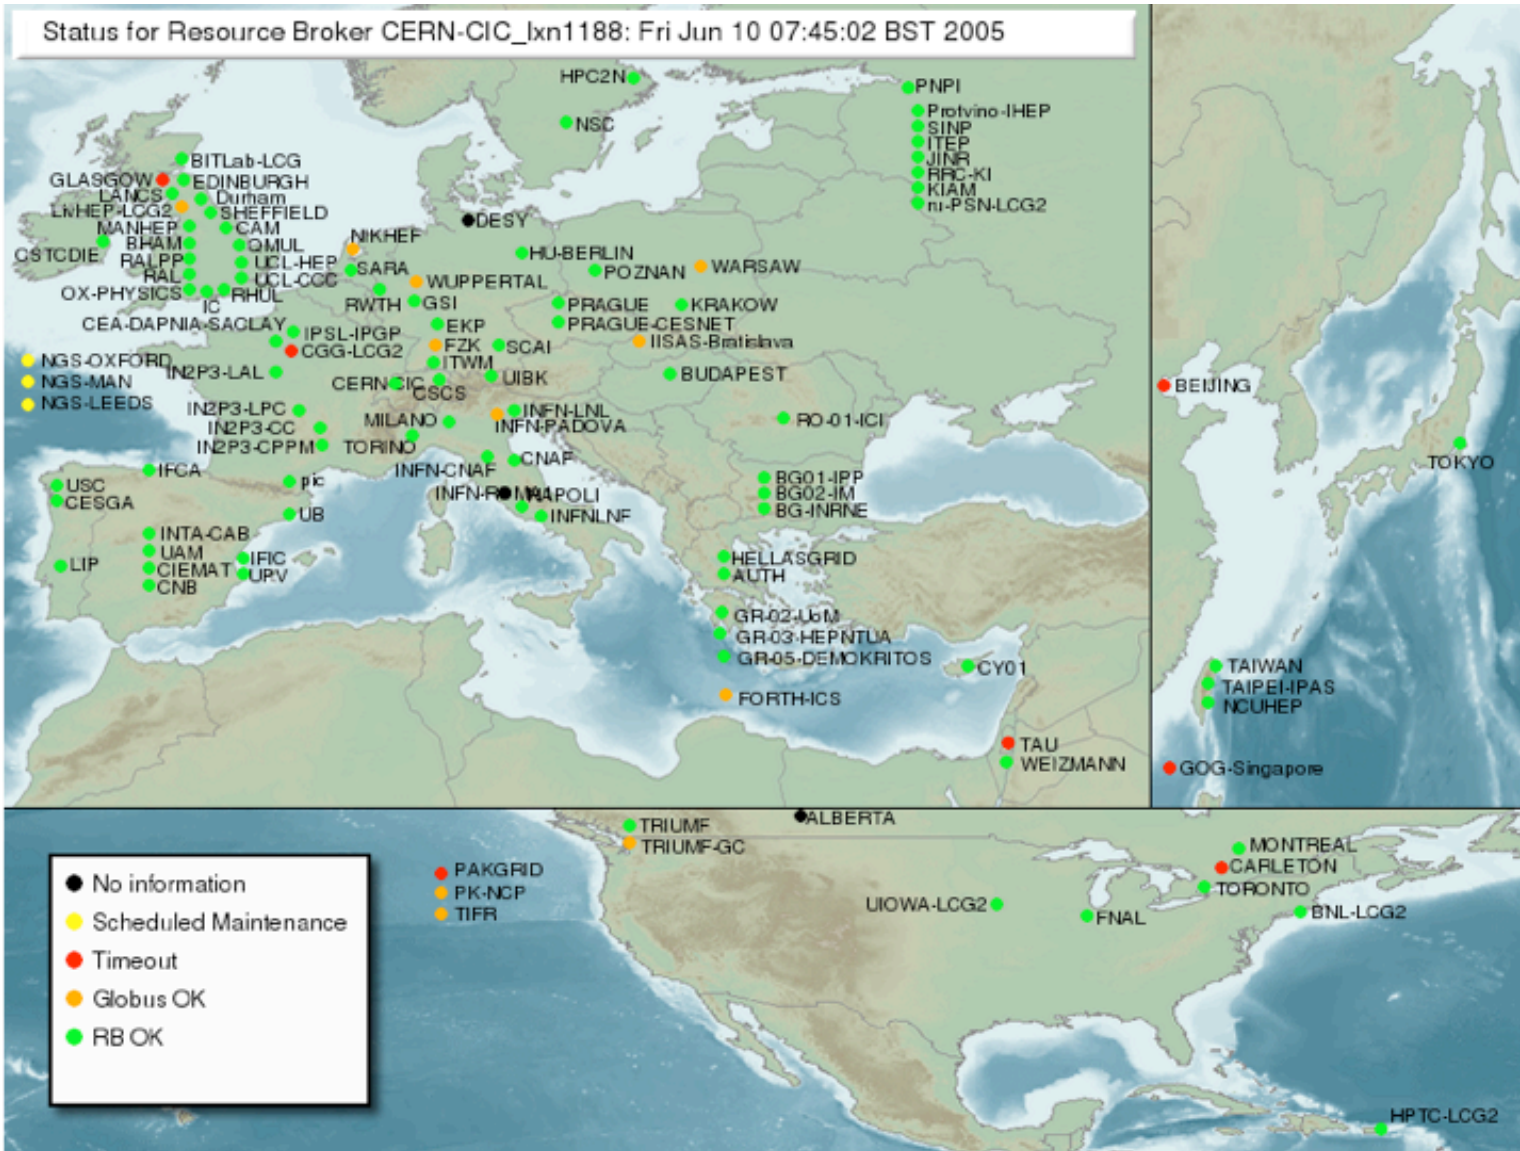 Status for Resource Broker CERN-CIC_lxn1188: Fri Jun 10 07:45:02 BST 2005
HPC2N
NSC
PNPI
Protvino-IHEP
SINP
ITEP
JINR
RRC-KI
KIAM
ru-PSN-LCG2
BITLab-LCG
GLASGOW
EDINBURGH
LANCS
Durham
LIVHEP-LCG2
SHEFFIELD
MANHEP
CAM
BHAM
QMUL
CSTCDIE
RALPP
UCL-HEP
RAL
UCL-CCC
OX-PHYSICS
IC
RHUL
DESY
NIKHEF
SARA
HU-BERLIN
POZNAN
WARSAW
WUPPERTAL
RWTH
GSI
PRAGUE
KRAKOW
CEA-DAPNIA-SACLAY
IPSL-IPGP
EKP
PRAGUE-CESNET
CGG-LCG2
FZK
SCAI
IISAS-Bratislava
NGS-OXFORD
NGS-MAN
NGS-LEEDS
IN2P3-LAL
ITWM
CERN-CIC
CSCS
UIBK
BUDAPEST
IN2P3-LPC
IN2P3-CC
IN2P3-CPPM
MILANO
TORINO
INFN-LNL
INFN-PADOVA
RO-01-ICI
INFN-CNAF
CNAF
IFCA
USC
CESGA
pic
UB
NAPOLI
INFNLNF
BG01-IPP
BG02-IM
BG-INRNE
INTA-CAB
UAM
CIEMAT
CNB
LIP
IFIC
UPV
HELLASGRID
AUTH
GR-02-UoM
GR-03-HEPNTUA
GR-05-DEMOKRITOS
CY01
FORTH-ICS
TAU
WEIZMANN
BEIJING
TOKYO
TAIWAN
TAIPEI-IPAS
NCUHEP
GOG-Singapore
TRIUMF
TRIUMF-GC
ALBERTA
PAKGRID
PK-NCP
TIFR
MONTREAL
CARLETON
TORONTO
UIOWA-LCG2
FNAL
BNL-LCG2
HPTC-LCG2
No information
Scheduled Maintenance
Timeout
Globus OK
RB OK